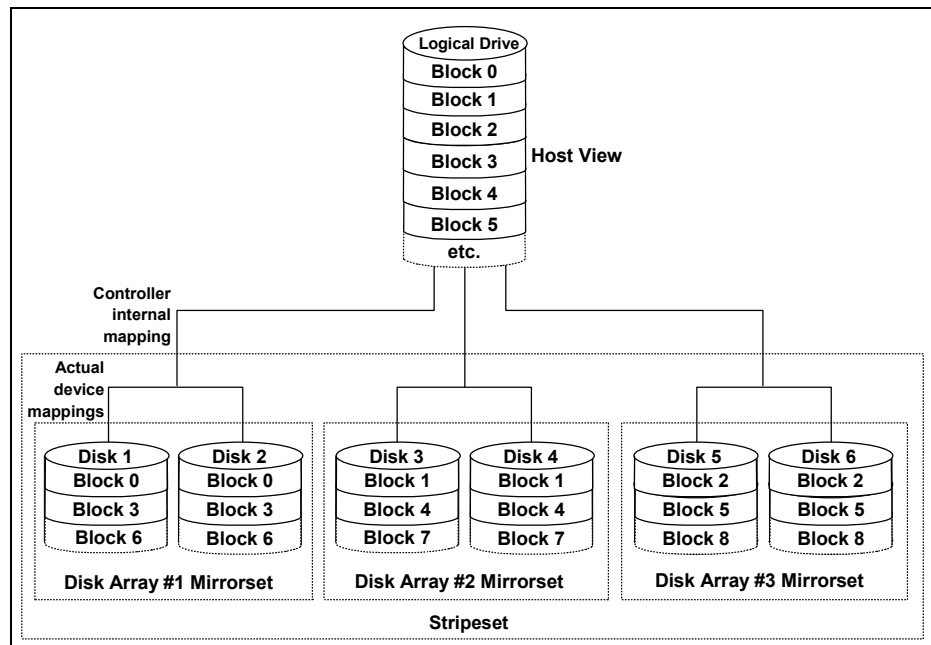 Logical Drive
Block 0
Block 1
Block 2
Block 3
Block 4
Block 5
etc.
Host View
Controller
internal
mapping
Actual
device
mappings
Disk 1
Block 0
Block 3
Block 6
Disk 2
Block 0
Block 3
Block 6
Disk Array #1 Mirrorset
Disk 3
Block 1
Block 4
Block 7
Disk 4
Block 1
Block 4
Block 7
Disk Array #2 Mirrorset
Disk 5
Block 2
Block 5
Block 8
Disk 6
Block 2
Block 5
Block 8
Disk Array #3 Mirrorset
Stripeset